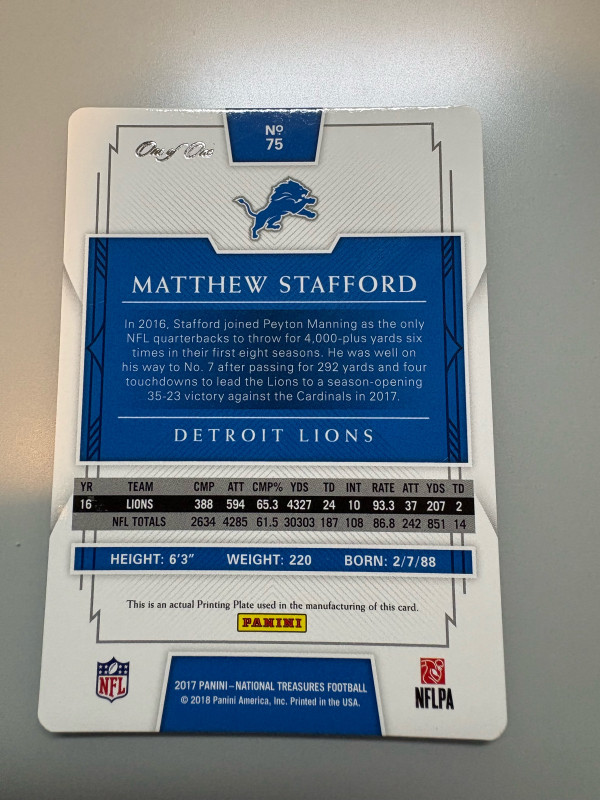 Nº
75
One of One
MATTHEW STAFFORD
In 2016, Stafford joined Peyton Manning as the only
NFL quarterbacks to throw for 4,000-plus yards six
times in their first eight seasons. He was well on
his way to No. 7 after passing for 292 yards and four
touchdowns to lead the Lions to a season-opening
35-23 victory against the Cardinals in 2017.
DETROIT LIONS
YR TEAM CMP ATT CMP% YDS TD INT RATE ATT YDS TD
16 LIONS 388 594 65.3 4327 24 10 93.3 37 207 2
NFL TOTALS 2634 4285 61.5 30303 187 108 86.8 242 851 14
HEIGHT: 6'3" WEIGHT: 220 BORN: 2/7/88
This is an actual Printing Plate used in the manufacturing of this card.
PANINI
NFL
2017 PANINI – NATIONAL TREASURES FOOTBALL
© 2018 Panini America, Inc. Printed in the USA.
NFLPA